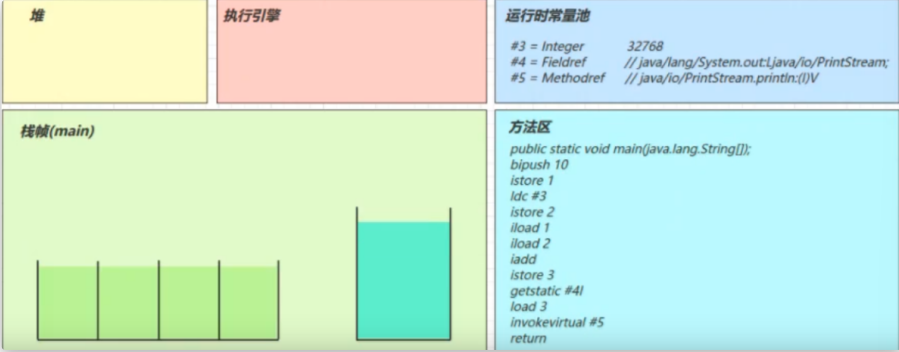 堆
执行引擎
运行时常量池
#3 = Integer 32768
#4 = Fieldref // java/lang/System.out:Ljava/io/PrintStream;
#5 = Methodref // java/io/PrintStream.println:(I)V
栈帧(main)
方法区
public static void main(java.lang.String[]);
bipush 10
istore 1
ldc #3
istore 2
iload 1
iload 2
iadd
istore 3
getstatic #4I
load 3
invokevirtual #5
return